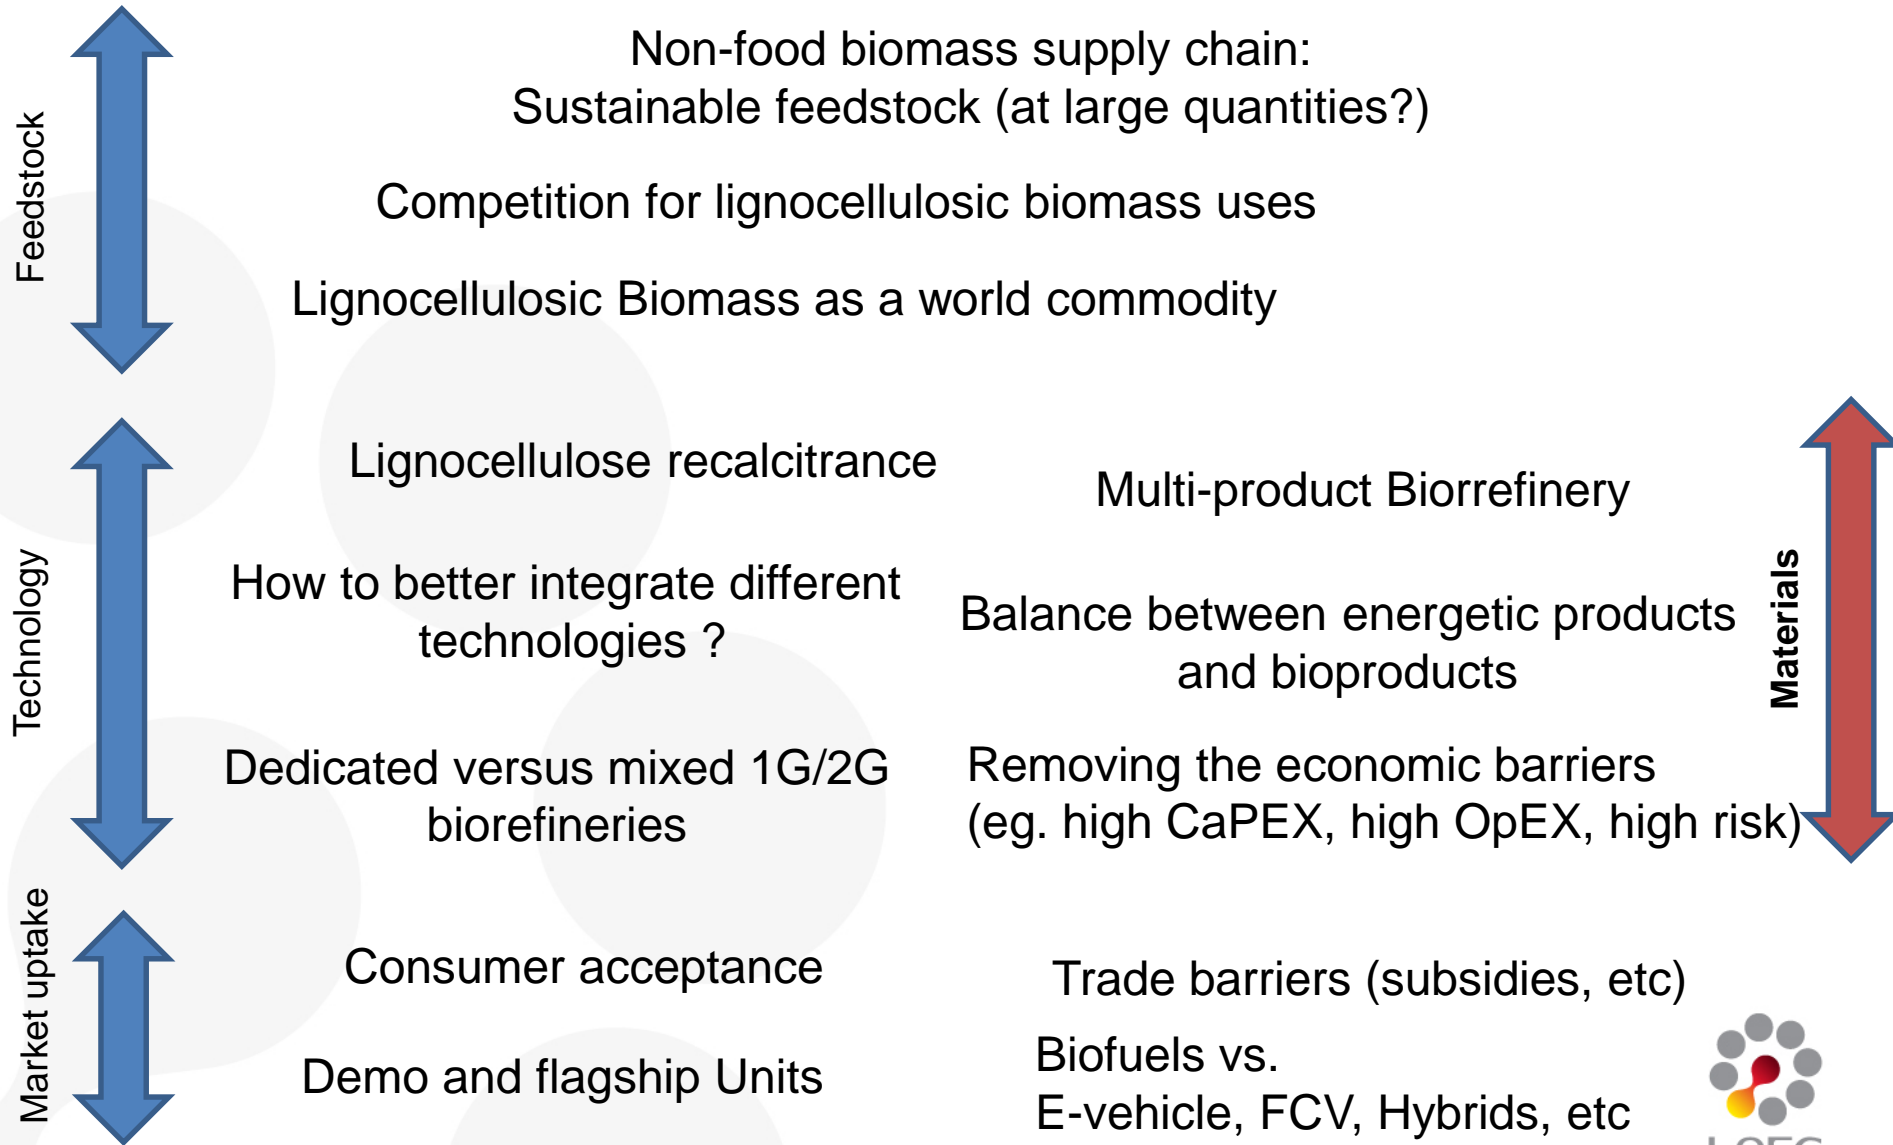 Feedstock
Non-food biomass supply chain:
Sustainable feedstock (at large quantities?)
Competition for lignocellulosic biomass uses
Lignocellulosic Biomass as a world commodity
Technology
Lignocellulose recalcitrance
How to better integrate different
technologies ?
Dedicated versus mixed 1G/2G
biorefineries
Multi-product Biorrefinery
Balance between energetic products
and bioproducts
Removing the economic barriers
(eg. high CaPEX, high OpEX, high risk)
Materials
Market uptake
Consumer acceptance
Demo and flagship Units
Trade barriers (subsidies, etc)
Biofuels vs.
E-vehicle, FCV, Hybrids, etc